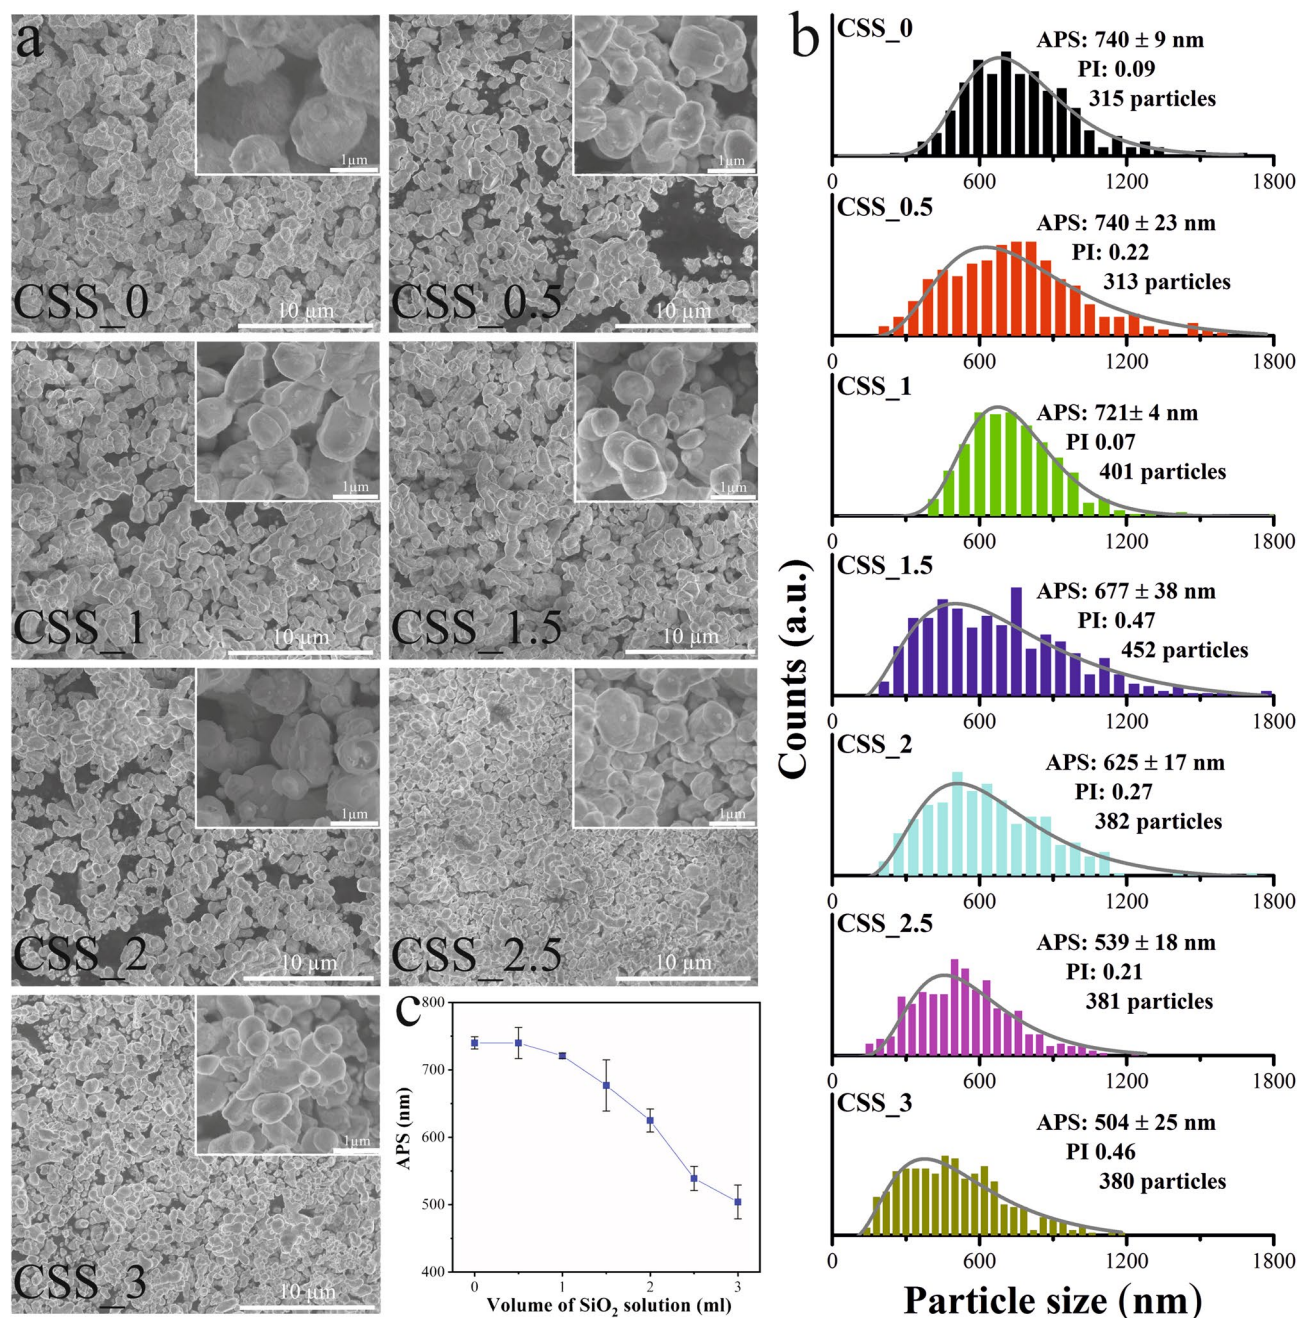 a
1μm
CSS_0
10 μm
1μm
CSS_0.5
10 μm
1μm
CSS_1
10 μm
1μm
CSS_1.5
10 μm
1μm
CSS_2
10 μm
1μm
CSS_2.5
10 μm
1μm
CSS_3
10 μm
b
CSS_0
APS: 740 ± 9 nm
PI: 0.09
315 particles
0 600 1200 1800
CSS_0.5
APS: 740 ± 23 nm
PI: 0.22
313 particles
0 600 1200 1800
CSS_1
APS: 721± 4 nm
PI 0.07
401 particles
0 600 1200 1800
CSS_1.5
APS: 677 ± 38 nm
PI: 0.47
452 particles
0 600 1200 1800
CSS_2
APS: 625 ± 17 nm
PI: 0.27
382 particles
0 600 1200 1800
CSS_2.5
APS: 539 ± 18 nm
PI: 0.21
381 particles
0 600 1200 1800
CSS_3
APS: 504 ± 25 nm
PI 0.46
380 particles
0 600 1200 1800
Counts (a.u.)
Particle size (nm)
c
800
700
600
500
400
APS (nm)
0 1 2 3
Volume of SiO₂ solution (ml)